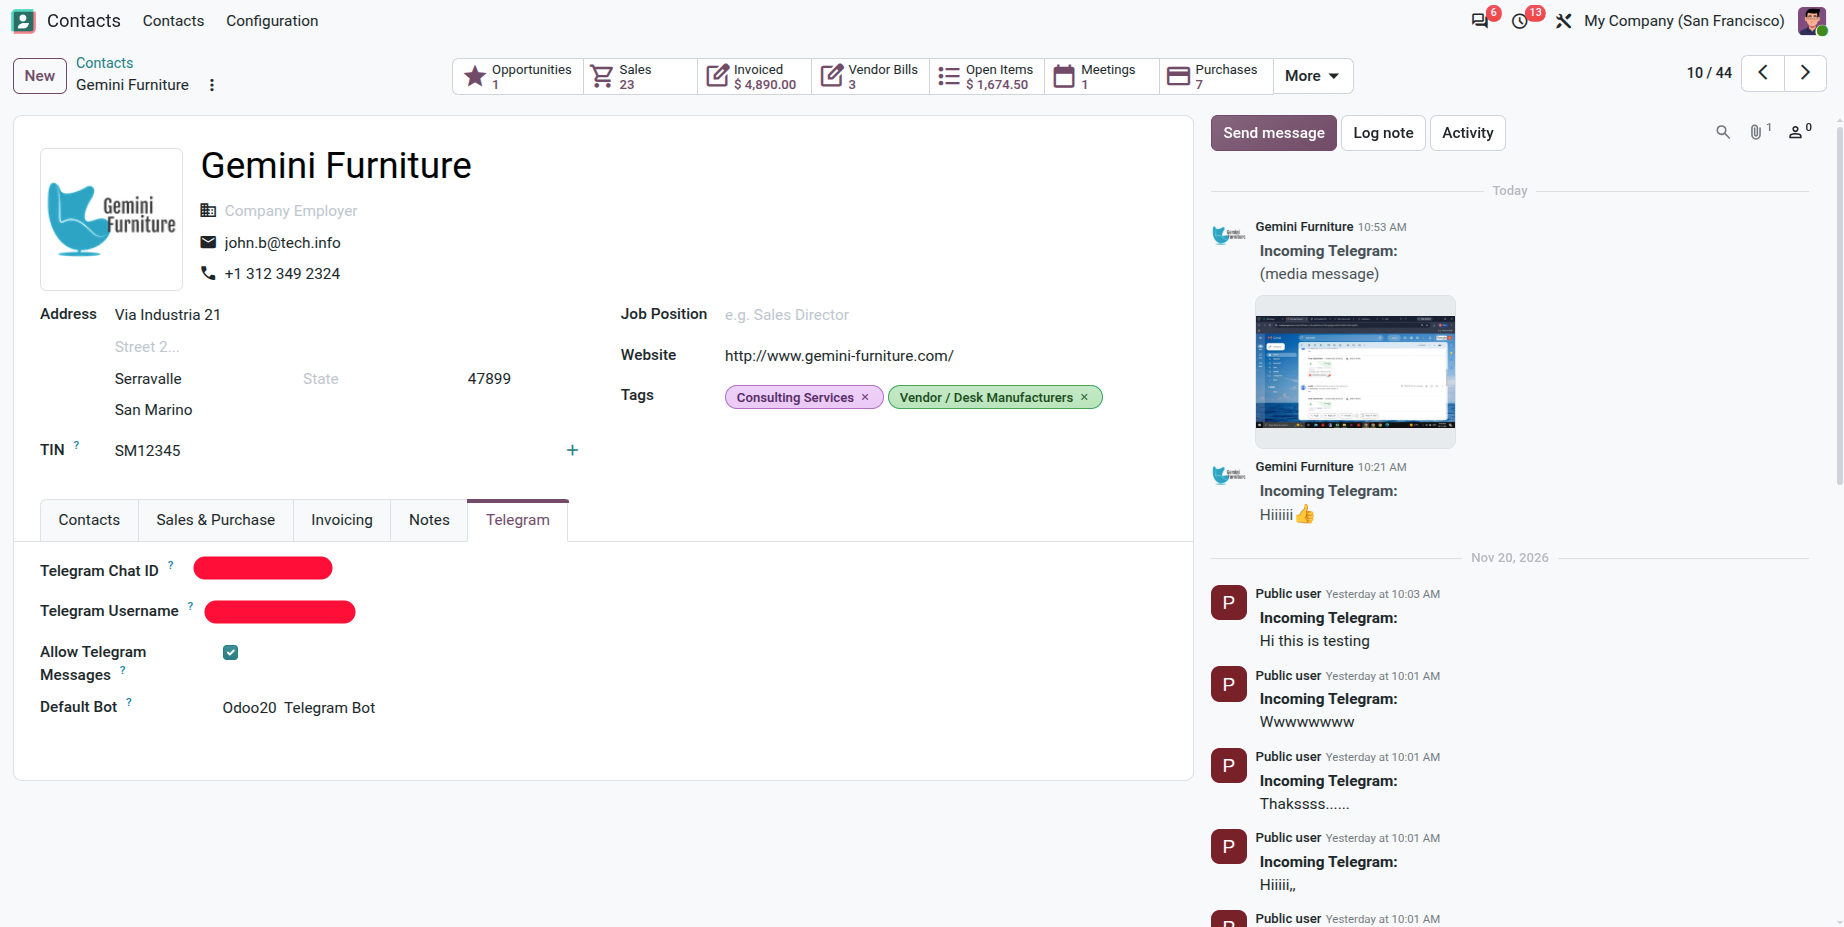 Contacts
Contacts
Configuration
6
13
My Company (San Francisco)
New
Contacts
Gemini Furniture
Opportunities
1
Sales
23
Invoiced
$ 4,890.00
Vendor Bills
3
Open Items
$ 1,674.50
Meetings
1
Purchases
7
More
10 / 44
Gemini
Furniture
Gemini Furniture
Company Employer
john.b@tech.info
+1 312 349 2324
Address
Via Industria 21
Street 2...
Serravalle
State
47899
San Marino
TIN ?
SM12345
+
Job Position
e.g. Sales Director
Website
http://www.gemini-furniture.com/
Tags
Consulting Services ×
Vendor / Desk Manufacturers ×
Contacts
Sales & Purchase
Invoicing
Notes
Telegram
Telegram Chat ID ?
Telegram Username ?
Allow Telegram
Messages ?
Default Bot ?
Odoo20 Telegram Bot
Send message
Log note
Activity
1
0
Today
Gemini Furniture 10:53 AM
Incoming Telegram:
(media message)
Gemini Furniture 10:21 AM
Incoming Telegram:
Hiiiiii👍
Nov 20, 2026
P
Public user Yesterday at 10:03 AM
Incoming Telegram:
Hi this is testing
P
Public user Yesterday at 10:01 AM
Incoming Telegram:
Wwwwwwww
P
Public user Yesterday at 10:01 AM
Incoming Telegram:
Thakssss......
P
Public user Yesterday at 10:01 AM
Incoming Telegram:
Hiiiii,,
P
Public user Yesterday at 10:01 AM